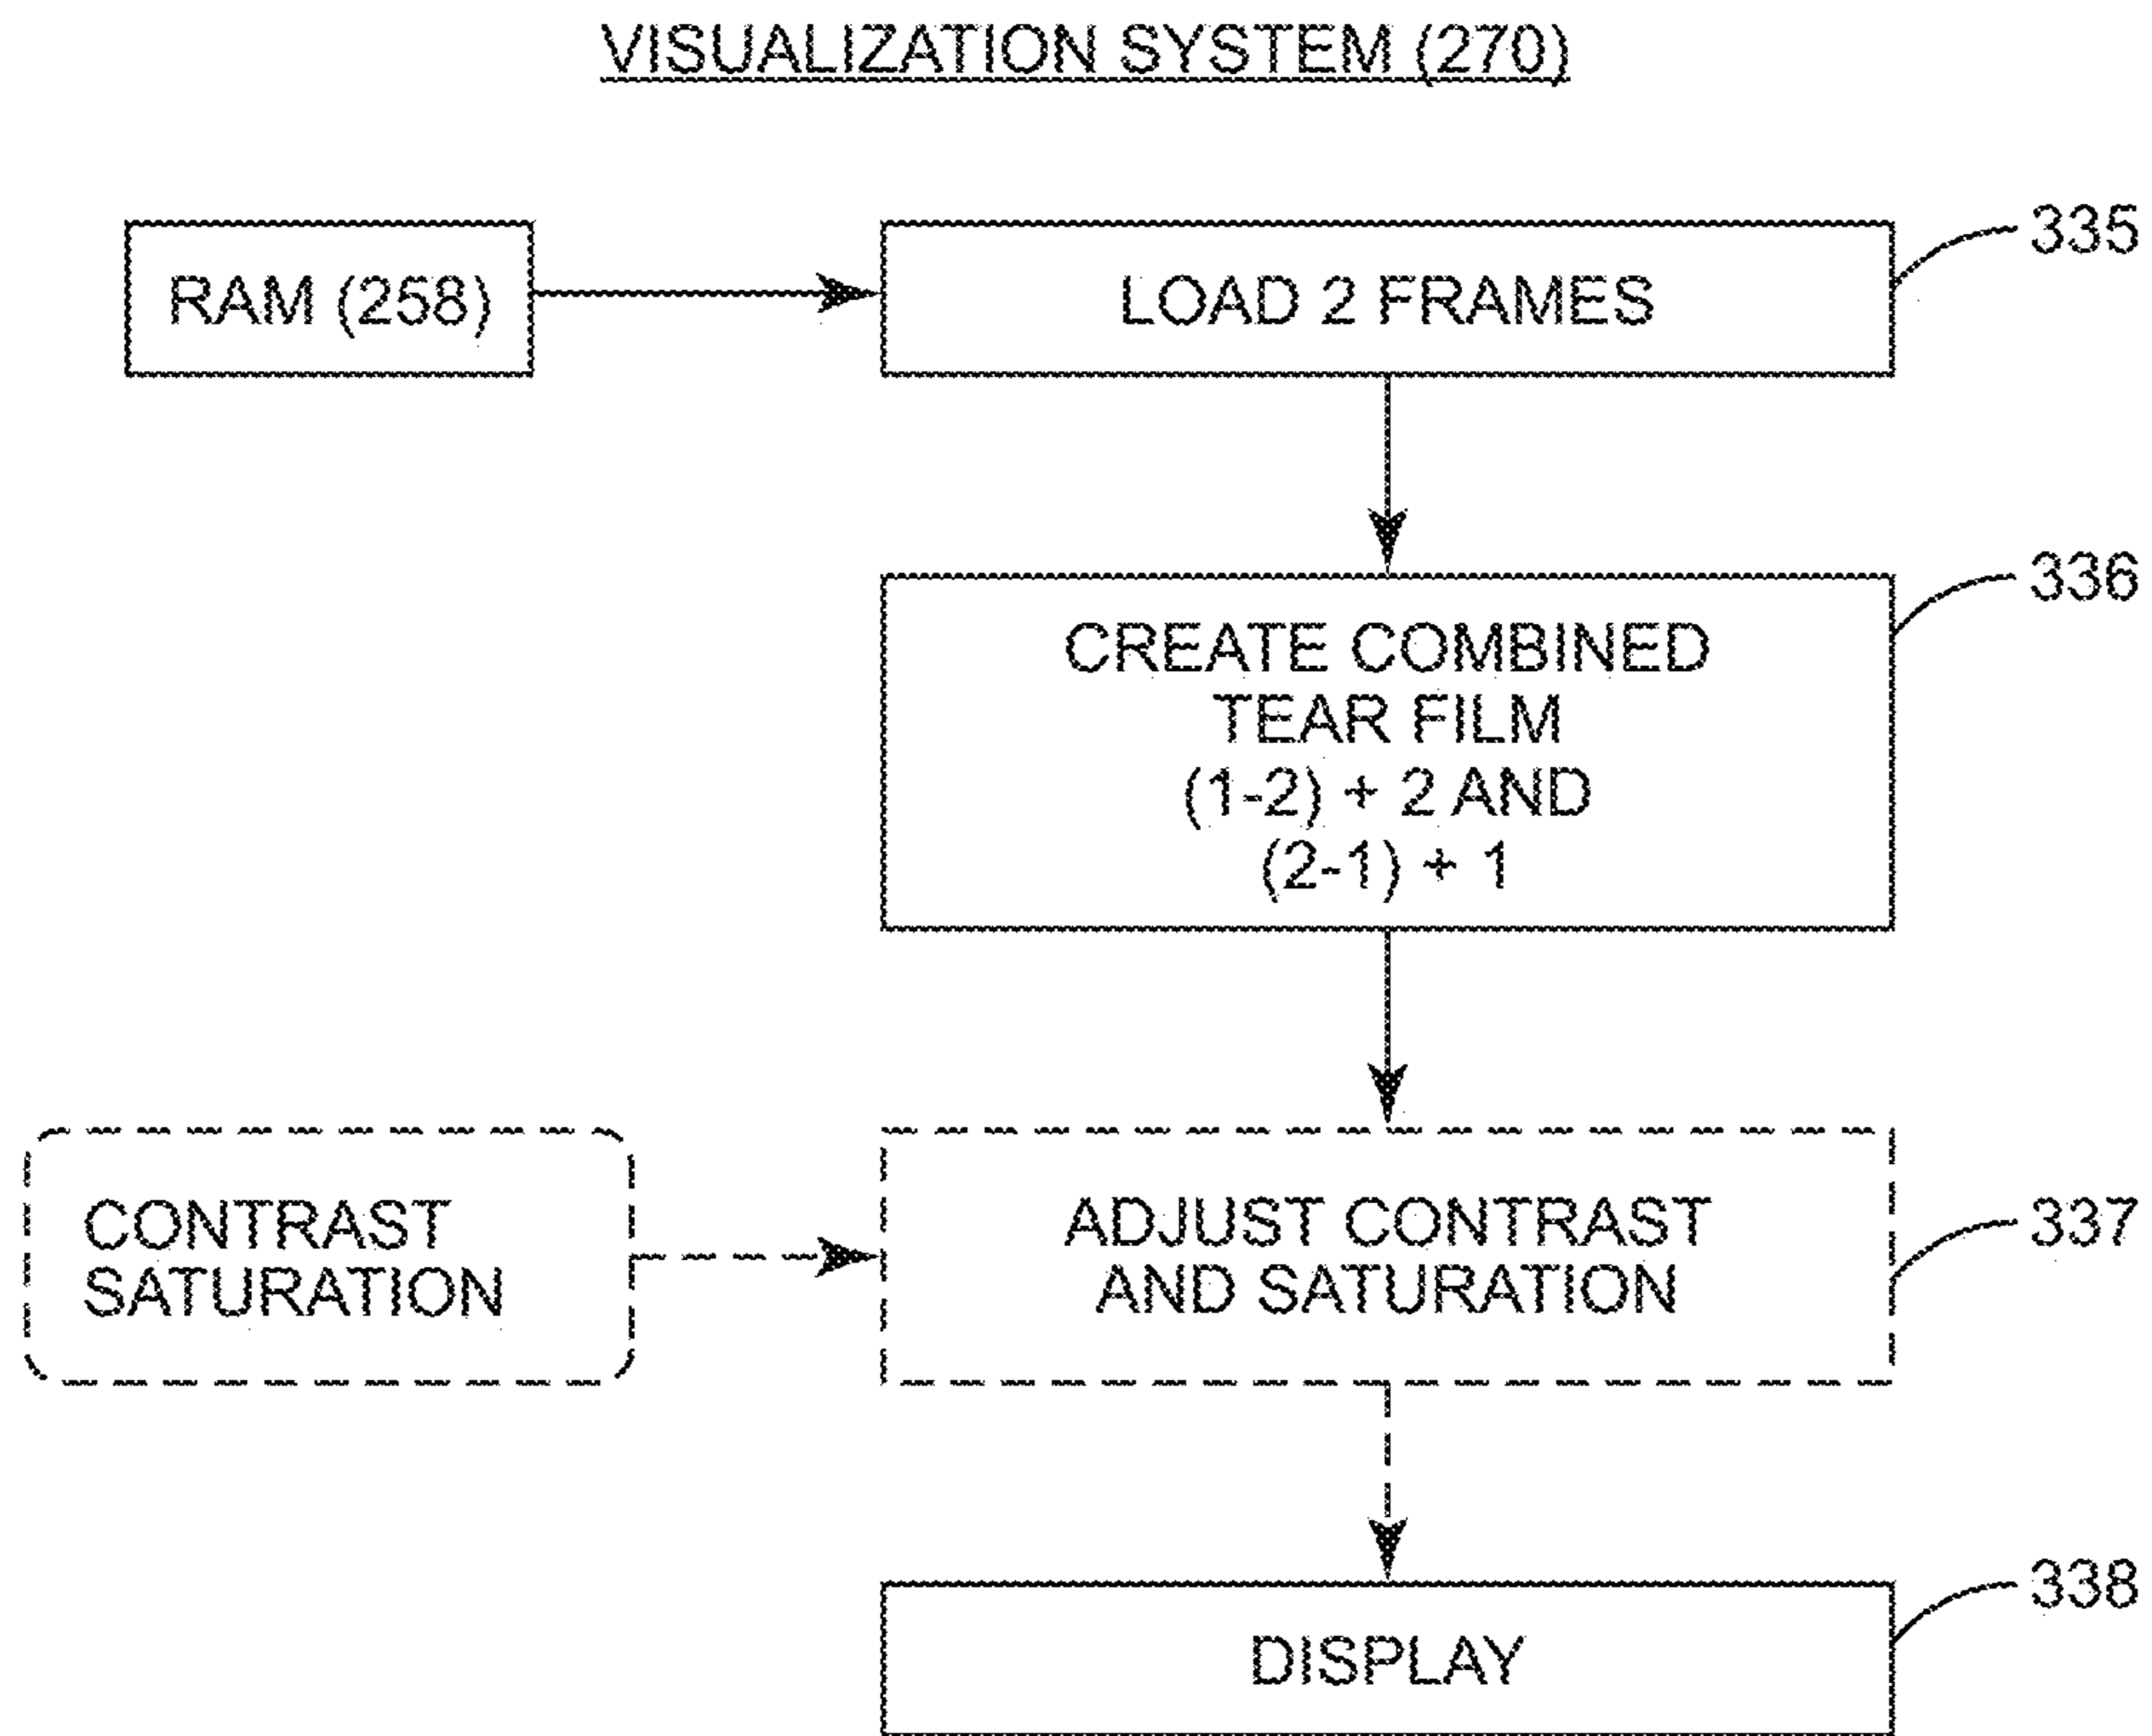 VISUALIZATION SYSTEM (270)
RAM (258)
LOAD 2 FRAMES
335
CREATE COMBINED
TEAR FILM
(1-2) + 2 AND
(2-1) + 1
336
CONTRAST
SATURATION
ADJUST CONTRAST
AND SATURATION
337
DISPLAY
338